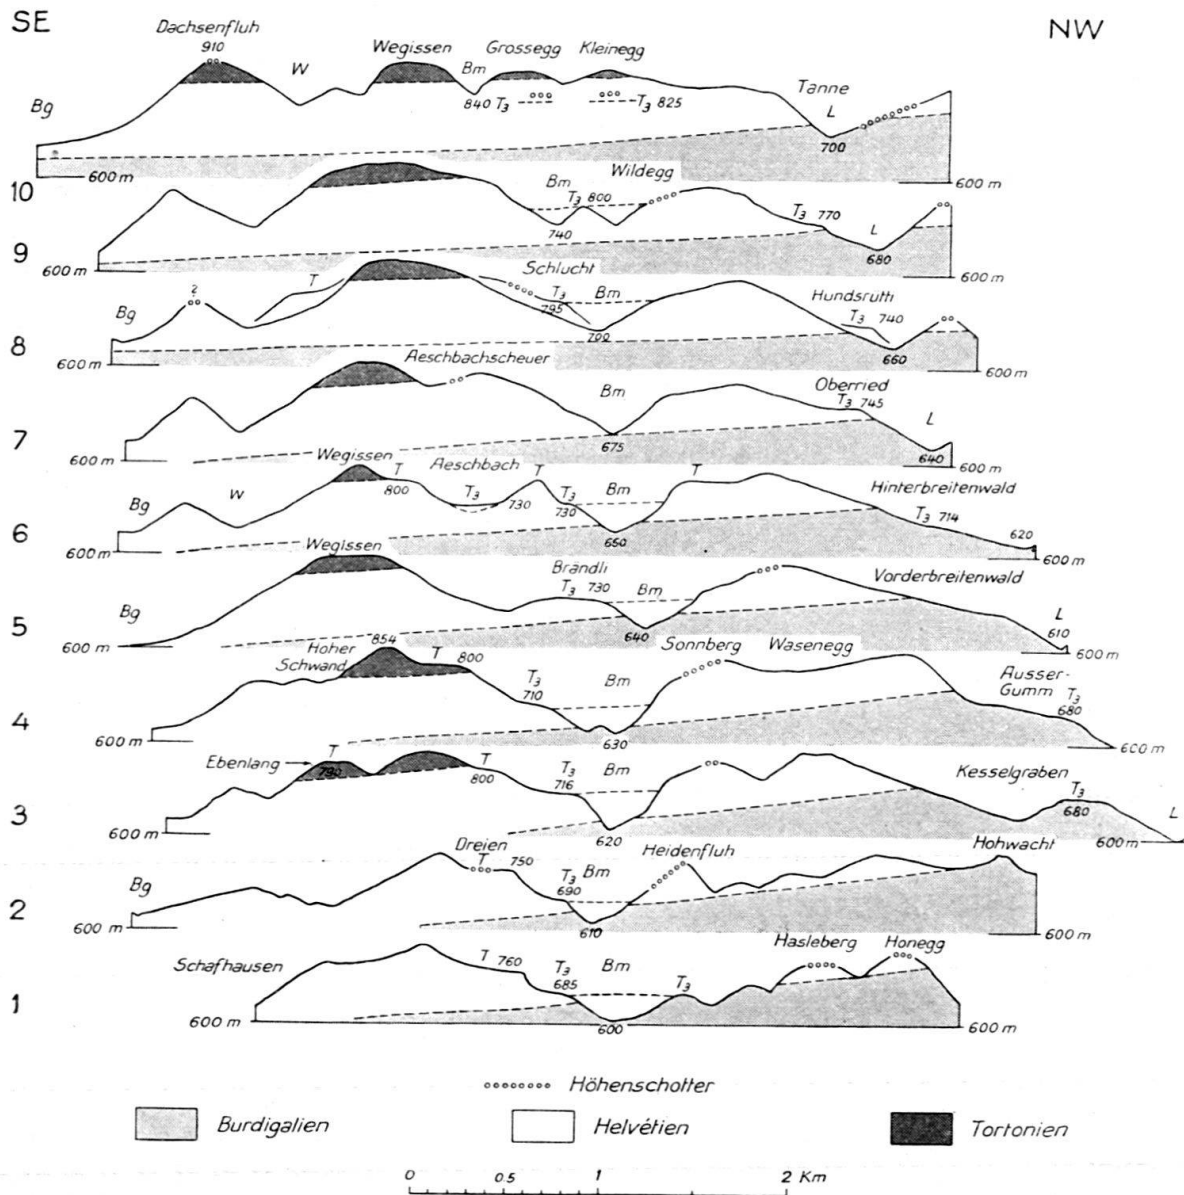 SE NW
Dachsenfluh
910
W
Wegissen
Bm
840
Grossegg
Kleinegg
T3 T3 825
Tanne
L
700
Bg
600 m 600 m
10
Wildegg
Bm
T3 800
740
T3 770
L
680
600 m 600 m
9
Schlucht
?
T
T3
795
Bm
700
Hundsrütti
T3 740
660
Bg
600 m 600 m
8
Aeschbachscheuer
Bm
675
Oberried
T3 745
L
640
600 m 600 m
7
Wegissen
T
800
Aeschbach
T3
730
T
T3
730
Bm
650
T
Hinterbreitenwald
T3 714
620
Bg
W
600 m 600 m
6
Wegissen
Brändli
T3 730
Bm
640
Vorderbreitenwald
L
610
Bg
600 m 600 m
5
Hoher
Schwand
854
T 800
T3
710
Bm
630
Sonnberg
Wasenegg
Ausser-
Gumm
T3
680
600 m 600 m
4
Ebenlang
T
790
T
800
T3
716
Bm
620
Kesselgraben
T3
680
L
600 m 600 m
3
Dreien
T 750
T3
690
Bm
610
Heidenfluh
Hohwacht
Bg
600 m 600 m
2
Schafhausen
T 760
T3
685
Bm
600
T3
Hasleberg
Honegg
600 m 600 m
1
Höhenschotter
Burdigalien Helvétien Tortonien
0 0.5 1 2 Km